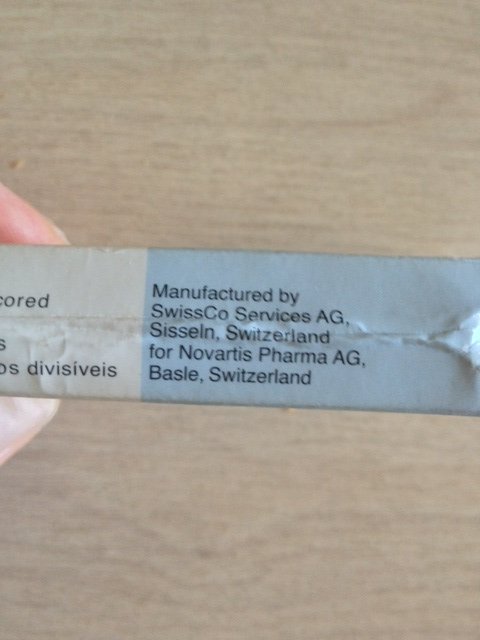 cored
s
os divisíveis
Manufactured by
SwissCo Services AG,
Sisseln, Switzerland
for Novartis Pharma AG,
Basle, Switzerland